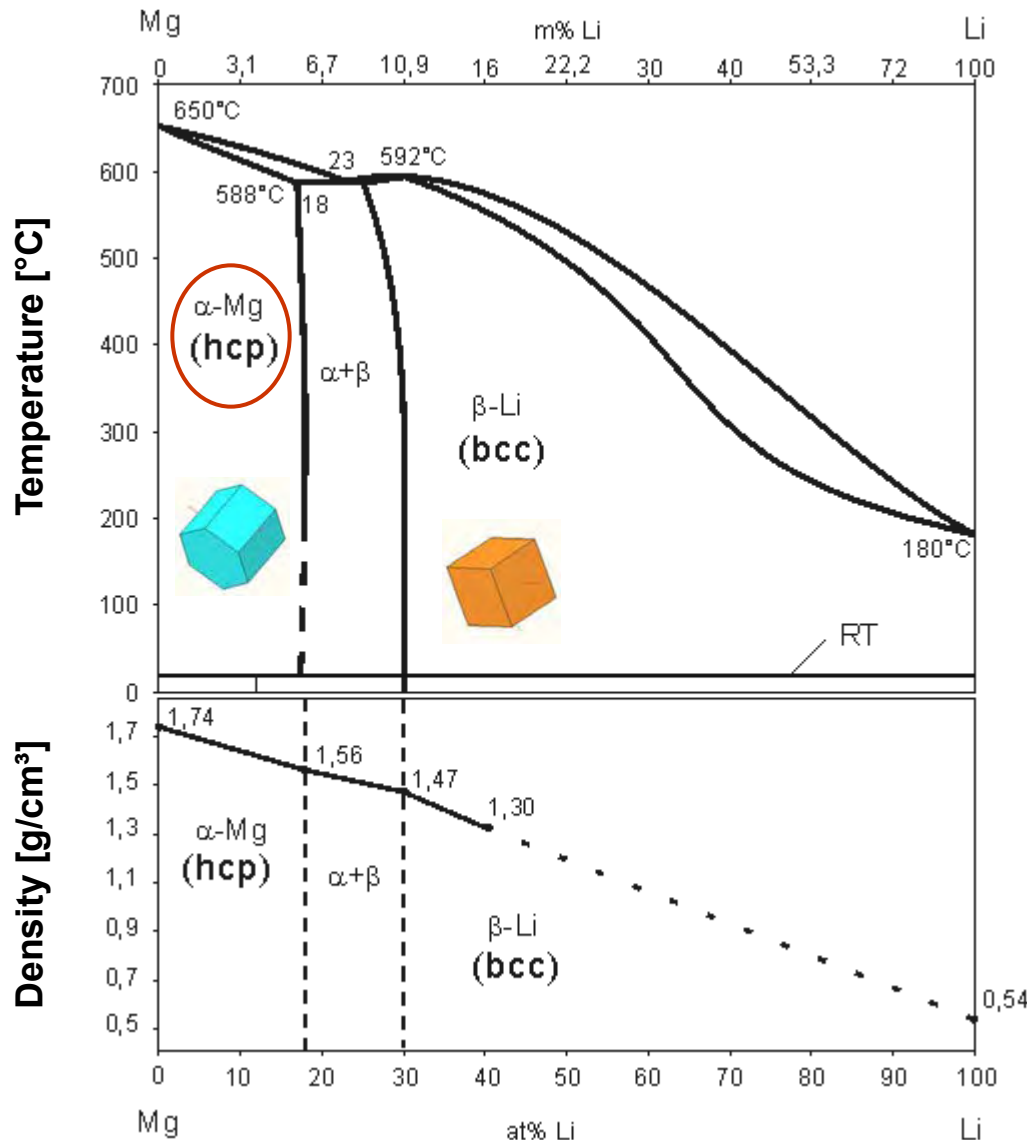 Mg m% Li Li
0 3,1 6,7 10,9 16 22,2 30 40 53,3 72 100
Temperature [°C]
700
650°C
600
23 592°C
588°C 18
500
α-Mg
(hcp)
400
α+β
β-Li
(bcc)
300
200
180°C
100
RT
0
Density [g/cm³]
1,74
1,7
1,56
1,5
1,47
1,30
1,3
α-Mg
(hcp)
α+β
1,1
0,9
β-Li
(bcc)
0,7
0,54
0,5
0 10 20 30 40 50 60 70 80 90 100
Mg at% Li Li